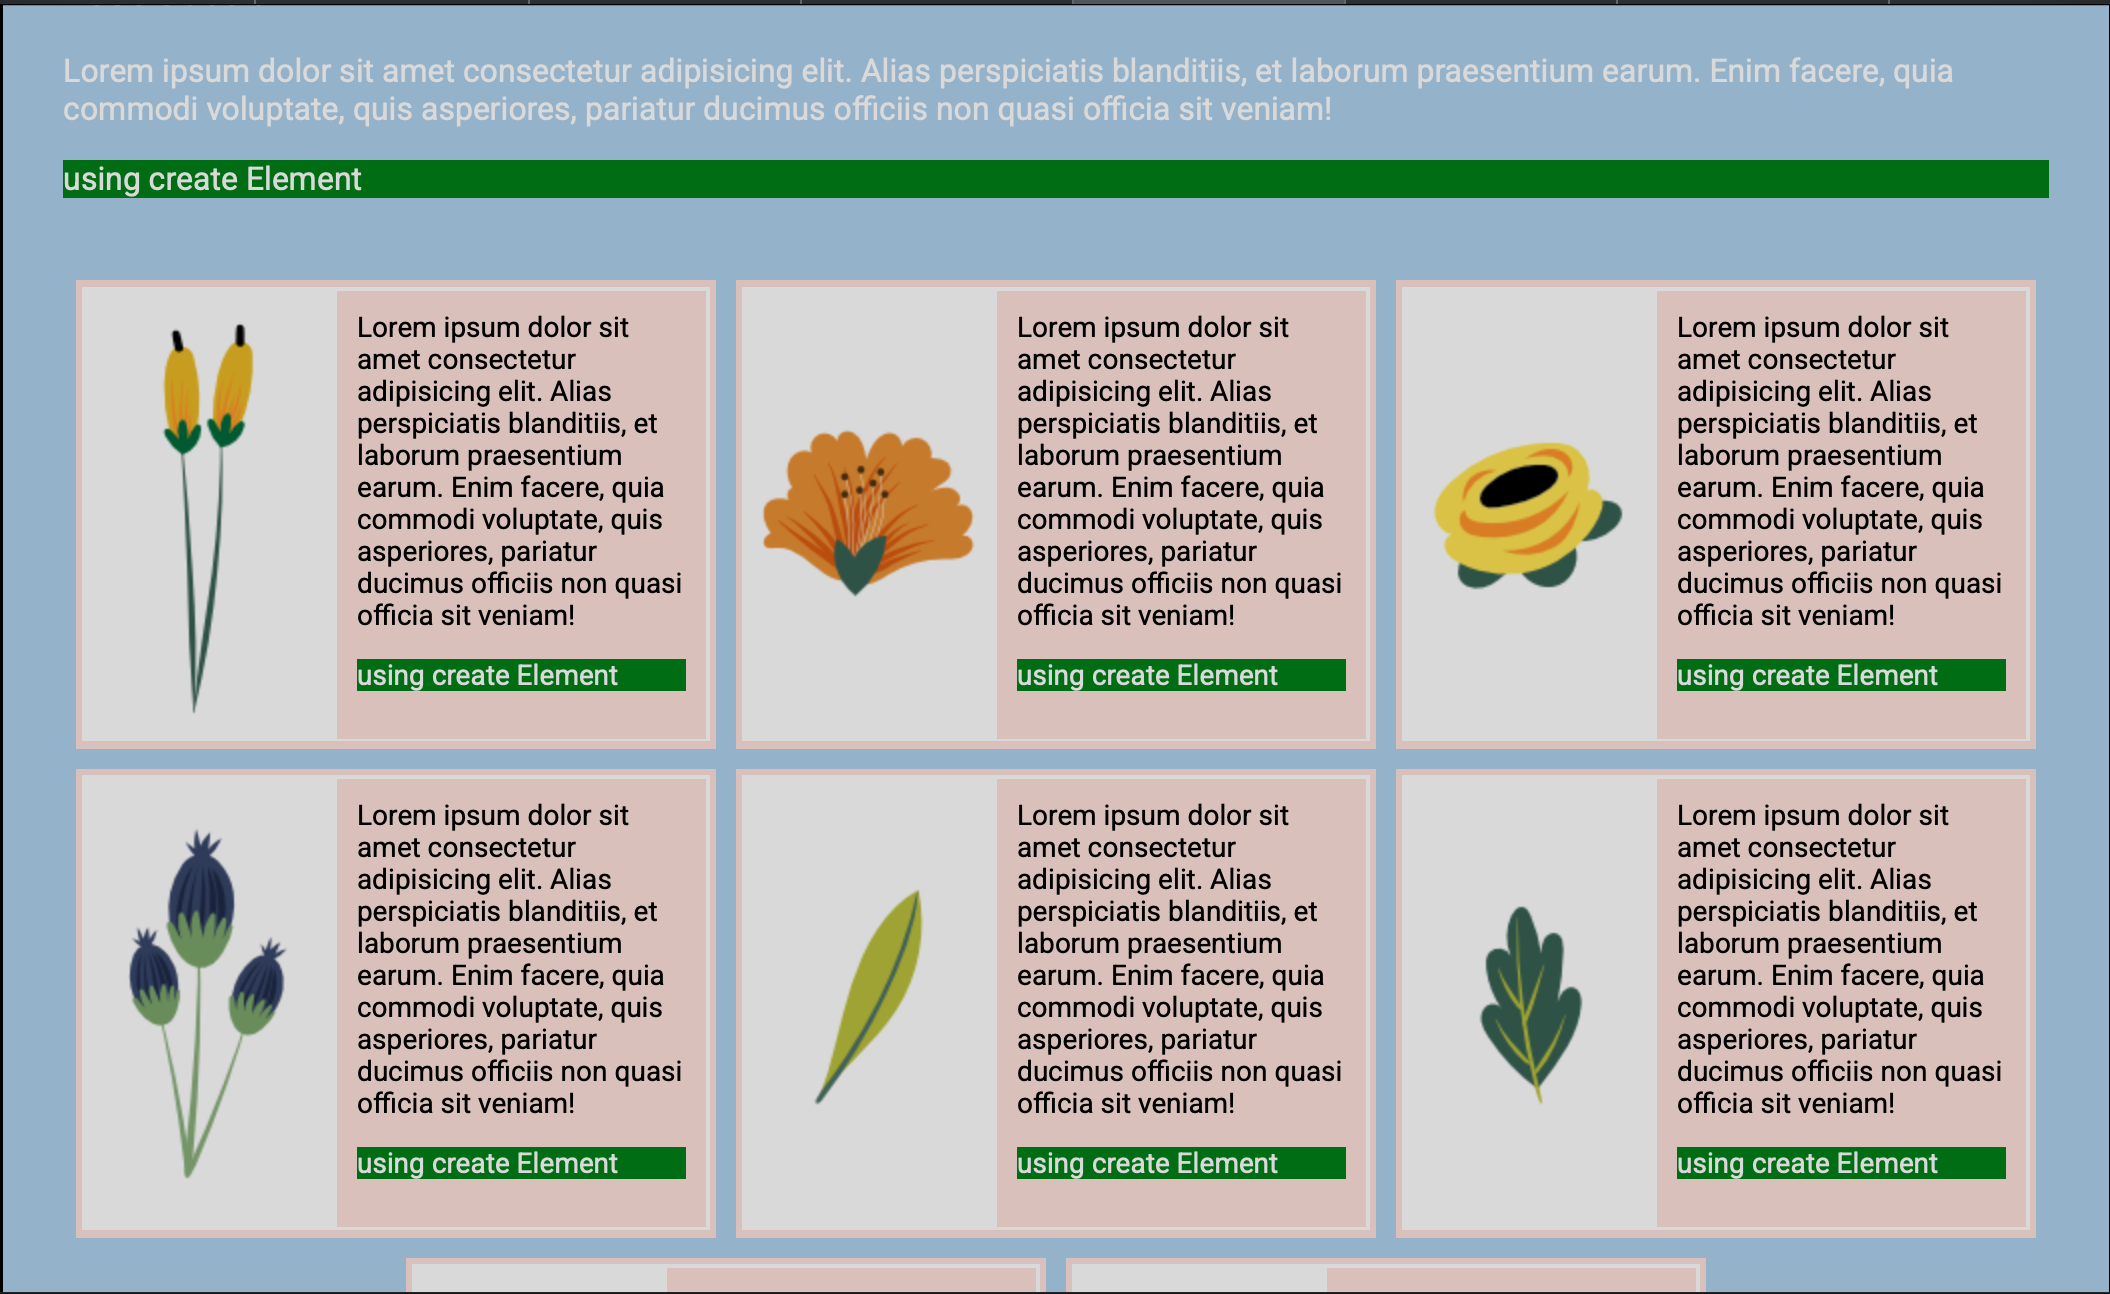 Lorem ipsum dolor sit amet consectetur adipisicing elit. Alias perspiciatis blanditiis, et laborum praesentium earum. Enim facere, quia
commodi voluptate, quis asperiores, pariatur ducimus officiis non quasi officia sit veniam!
using create Element
Lorem ipsum dolor sit
amet consectetur
adipisicing elit. Alias
perspiciatis blanditiis, et
laborum praesentium
earum. Enim facere, quia
commodi voluptate, quis
asperiores, pariatur
ducimus officiis non quasi
officia sit veniam!
using create Element
Lorem ipsum dolor sit
amet consectetur
adipisicing elit. Alias
perspiciatis blanditiis, et
laborum praesentium
earum. Enim facere, quia
commodi voluptate, quis
asperiores, pariatur
ducimus officiis non quasi
officia sit veniam!
using create Element
Lorem ipsum dolor sit
amet consectetur
adipisicing elit. Alias
perspiciatis blanditiis, et
laborum praesentium
earum. Enim facere, quia
commodi voluptate, quis
asperiores, pariatur
ducimus officiis non quasi
officia sit veniam!
using create Element
Lorem ipsum dolor sit
amet consectetur
adipisicing elit. Alias
perspiciatis blanditiis, et
laborum praesentium
earum. Enim facere, quia
commodi voluptate, quis
asperiores, pariatur
ducimus officiis non quasi
officia sit veniam!
using create Element
Lorem ipsum dolor sit
amet consectetur
adipisicing elit. Alias
perspiciatis blanditiis, et
laborum praesentium
earum. Enim facere, quia
commodi voluptate, quis
asperiores, pariatur
ducimus officiis non quasi
officia sit veniam!
using create Element
Lorem ipsum dolor sit
amet consectetur
adipisicing elit. Alias
perspiciatis blanditiis, et
laborum praesentium
earum. Enim facere, quia
commodi voluptate, quis
asperiores, pariatur
ducimus officiis non quasi
officia sit veniam!
using create Element